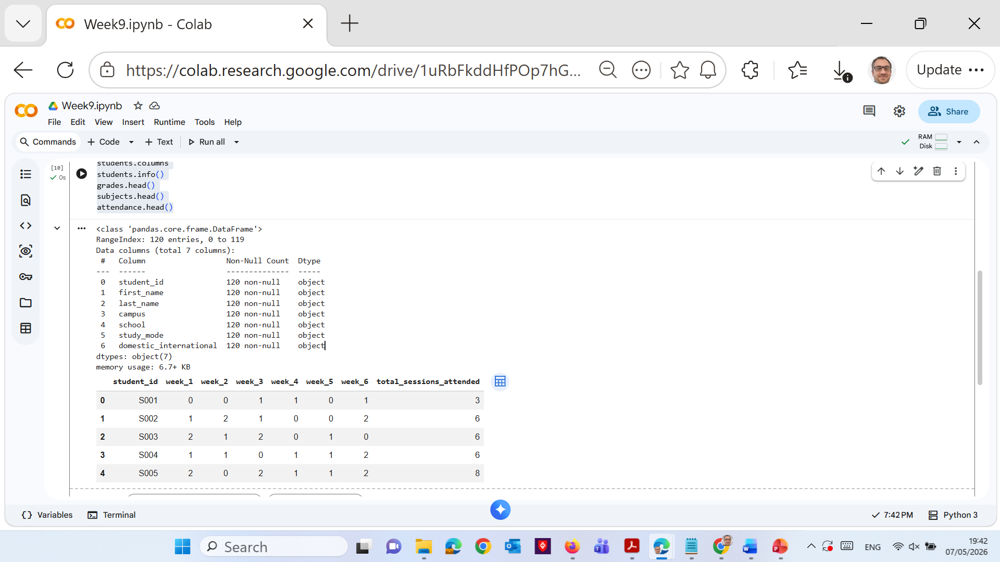 Week9.ipynb - Colab
https://colab.research.google.com/drive/1uRbFkddHfPOp7hG...
Update
Week9.ipynb
File Edit View Insert Runtime Tools Help
Share
Commands + Code + Text Run all
RAM
Disk
[10]
0s
students.columns
students.info()
grades.head()
subjects.head()
attendance.head()
<class 'pandas.core.frame.DataFrame'>
RangeIndex: 120 entries, 0 to 119
Data columns (total 7 columns):
# Column Non-Null Count Dtype
--- ------ -------------- -----
0 student_id 120 non-null object
1 first_name 120 non-null object
2 last_name 120 non-null object
3 campus 120 non-null object
4 school 120 non-null object
5 study_mode 120 non-null object
6 domestic_international 120 non-null object
dtypes: object(7)
memory usage: 6.7+ KB
student_id week_1 week_2 week_3 week_4 week_5 week_6 total_sessions_attended
0 S001 0 0 1 1 0 1 3
1 S002 1 2 1 0 0 2 6
2 S003 2 1 2 0 1 0 6
3 S004 1 1 0 1 1 2 6
4 S005 2 0 2 1 1 2 8
Variables Terminal
7:42 PM Python 3
Search
ENG
19:42
07/05/2026